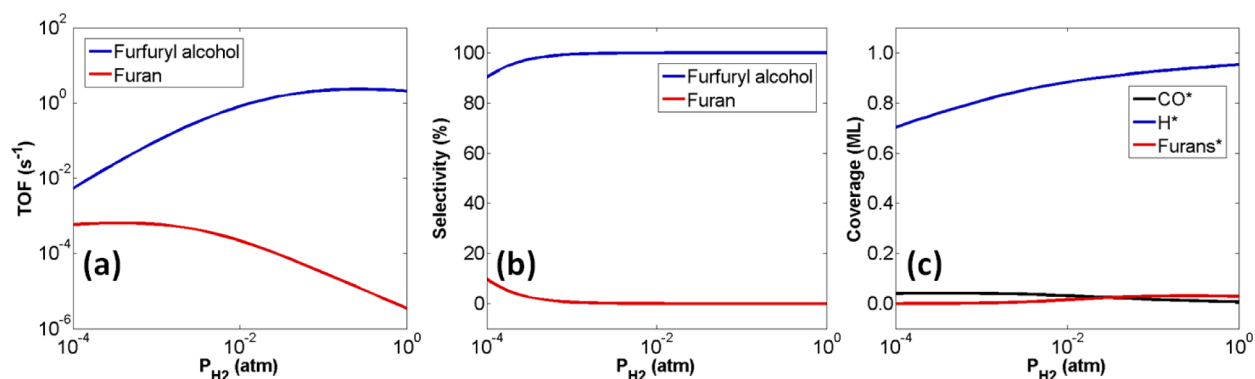 10^2
10^0
10^-2
10^-4
10^-6
TOF (s^-1)
Furfuryl alcohol
Furan
(a)
10^-4
10^-2
10^0
P_H2 (atm)
100
80
60
40
20
0
Selectivity (%)
Furfuryl alcohol
Furan
(b)
10^-4
10^-2
10^0
P_H2 (atm)
1.0
0.8
0.6
0.4
0.2
0.0
Coverage (ML)
CO*
H*
Furans*
(c)
10^-4
10^-2
10^0
P_H2 (atm)